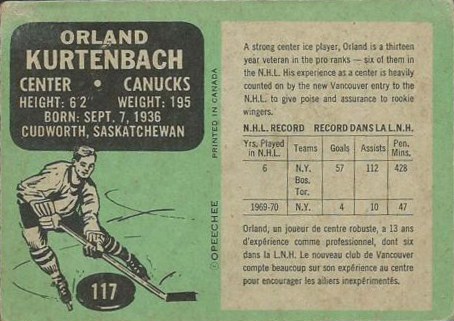 ORLAND
KURTENBACH
CENTER • CANUCKS
HEIGHT: 6'2" WEIGHT: 195
BORN: SEPT. 7, 1936
CUDWORTH, SASKATCHEWAN
PRINTED IN CANADA
© OPEECHEE
117
A strong center ice player, Orland is a thirteen
year veteran in the pro ranks — six of them in
the N.H.L. His experience as a center is heavily
counted on by the new Vancouver entry to the
N.H.L. to give poise and assurance to rookie
wingers.
N.H.L. RECORD RECORD DANS LA L.N.H.
Yrs. Played in N.H.L. Teams Goals Assists Pen. Mins.
6 N.Y. 57 112 428
Bos.
Tor.
1969-70 N.Y. 4 10 47
Orland, un joueur de centre robuste, a 13 ans
d'expérience comme professionnel, dont six
dans la L.N.H. Le nouveau club de Vancouver
compte beaucoup sur son expérience au centre
pour encourager les ailiers inexpérimentés.